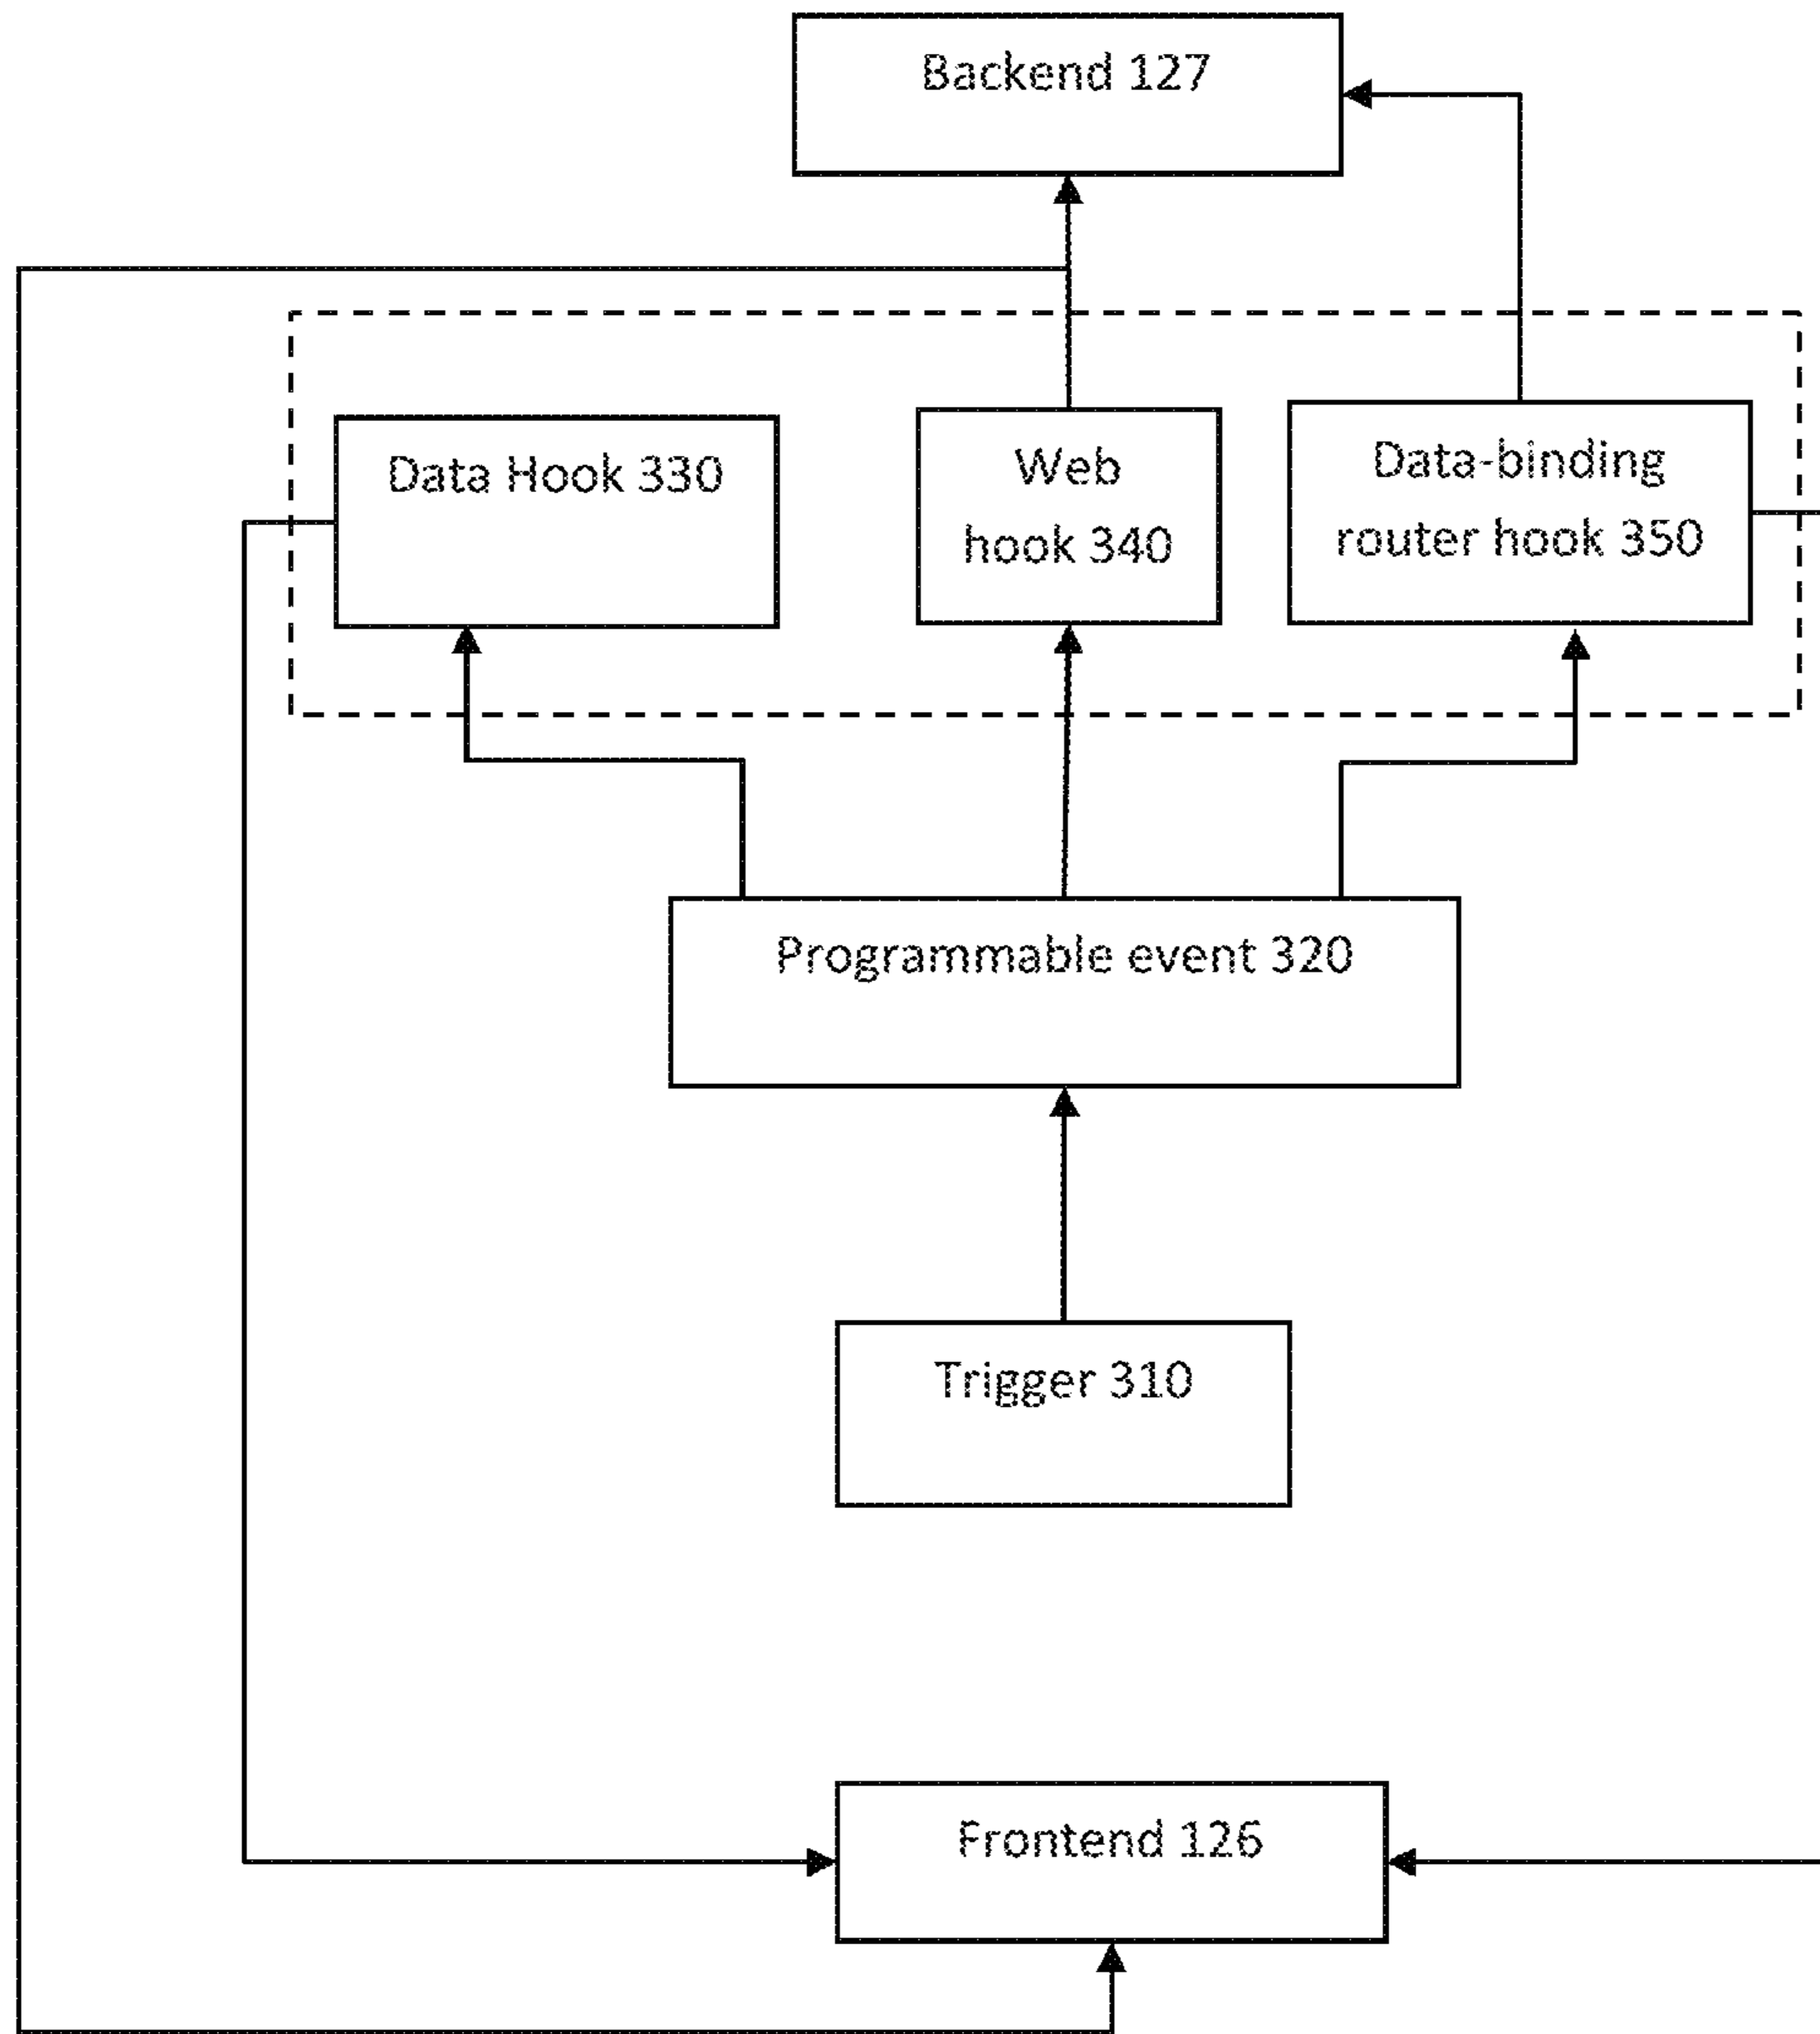 Backend 127
Data Hook 330
Web
hook 340
Data-binding
router hook 350
Programmable event 320
Trigger 310
Frontend 126